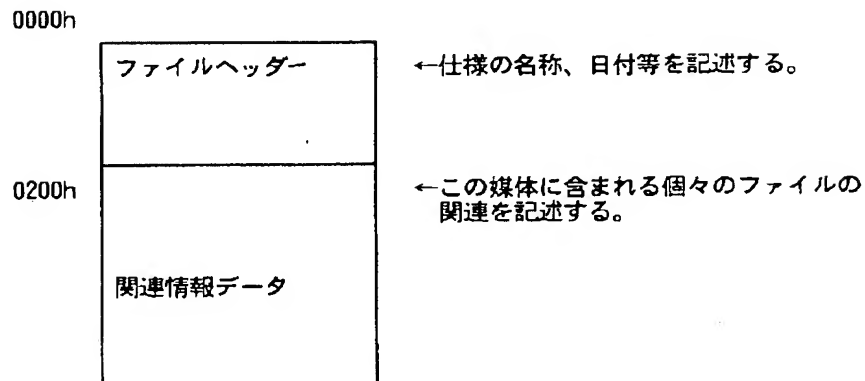 0000h
ファイルヘッダー
←仕様の名称、日付等を記述する。
0200h
←この媒体に含まれる個々のファイルの
関連を記述する。
関連情報データ